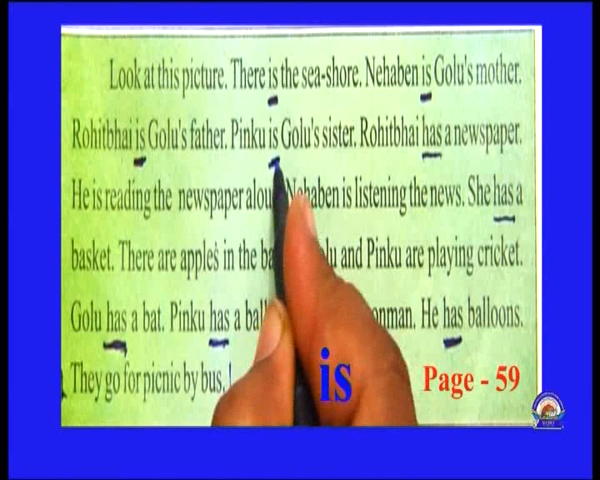 Look at this picture. There is the sea-shore. Nehaben is Golu's mother.
Rohitbhai is Golu's father. Pinku is Golu's sister. Rohitbhai has a newspaper.
He is reading the newspaper Nehaben is listening the news. She has a
basket. There are apples in the and Pinku are playing cricket.
Golu has a bat. Pinku has a He has balloons.
They go for picnic by bus.
is
Page - 59